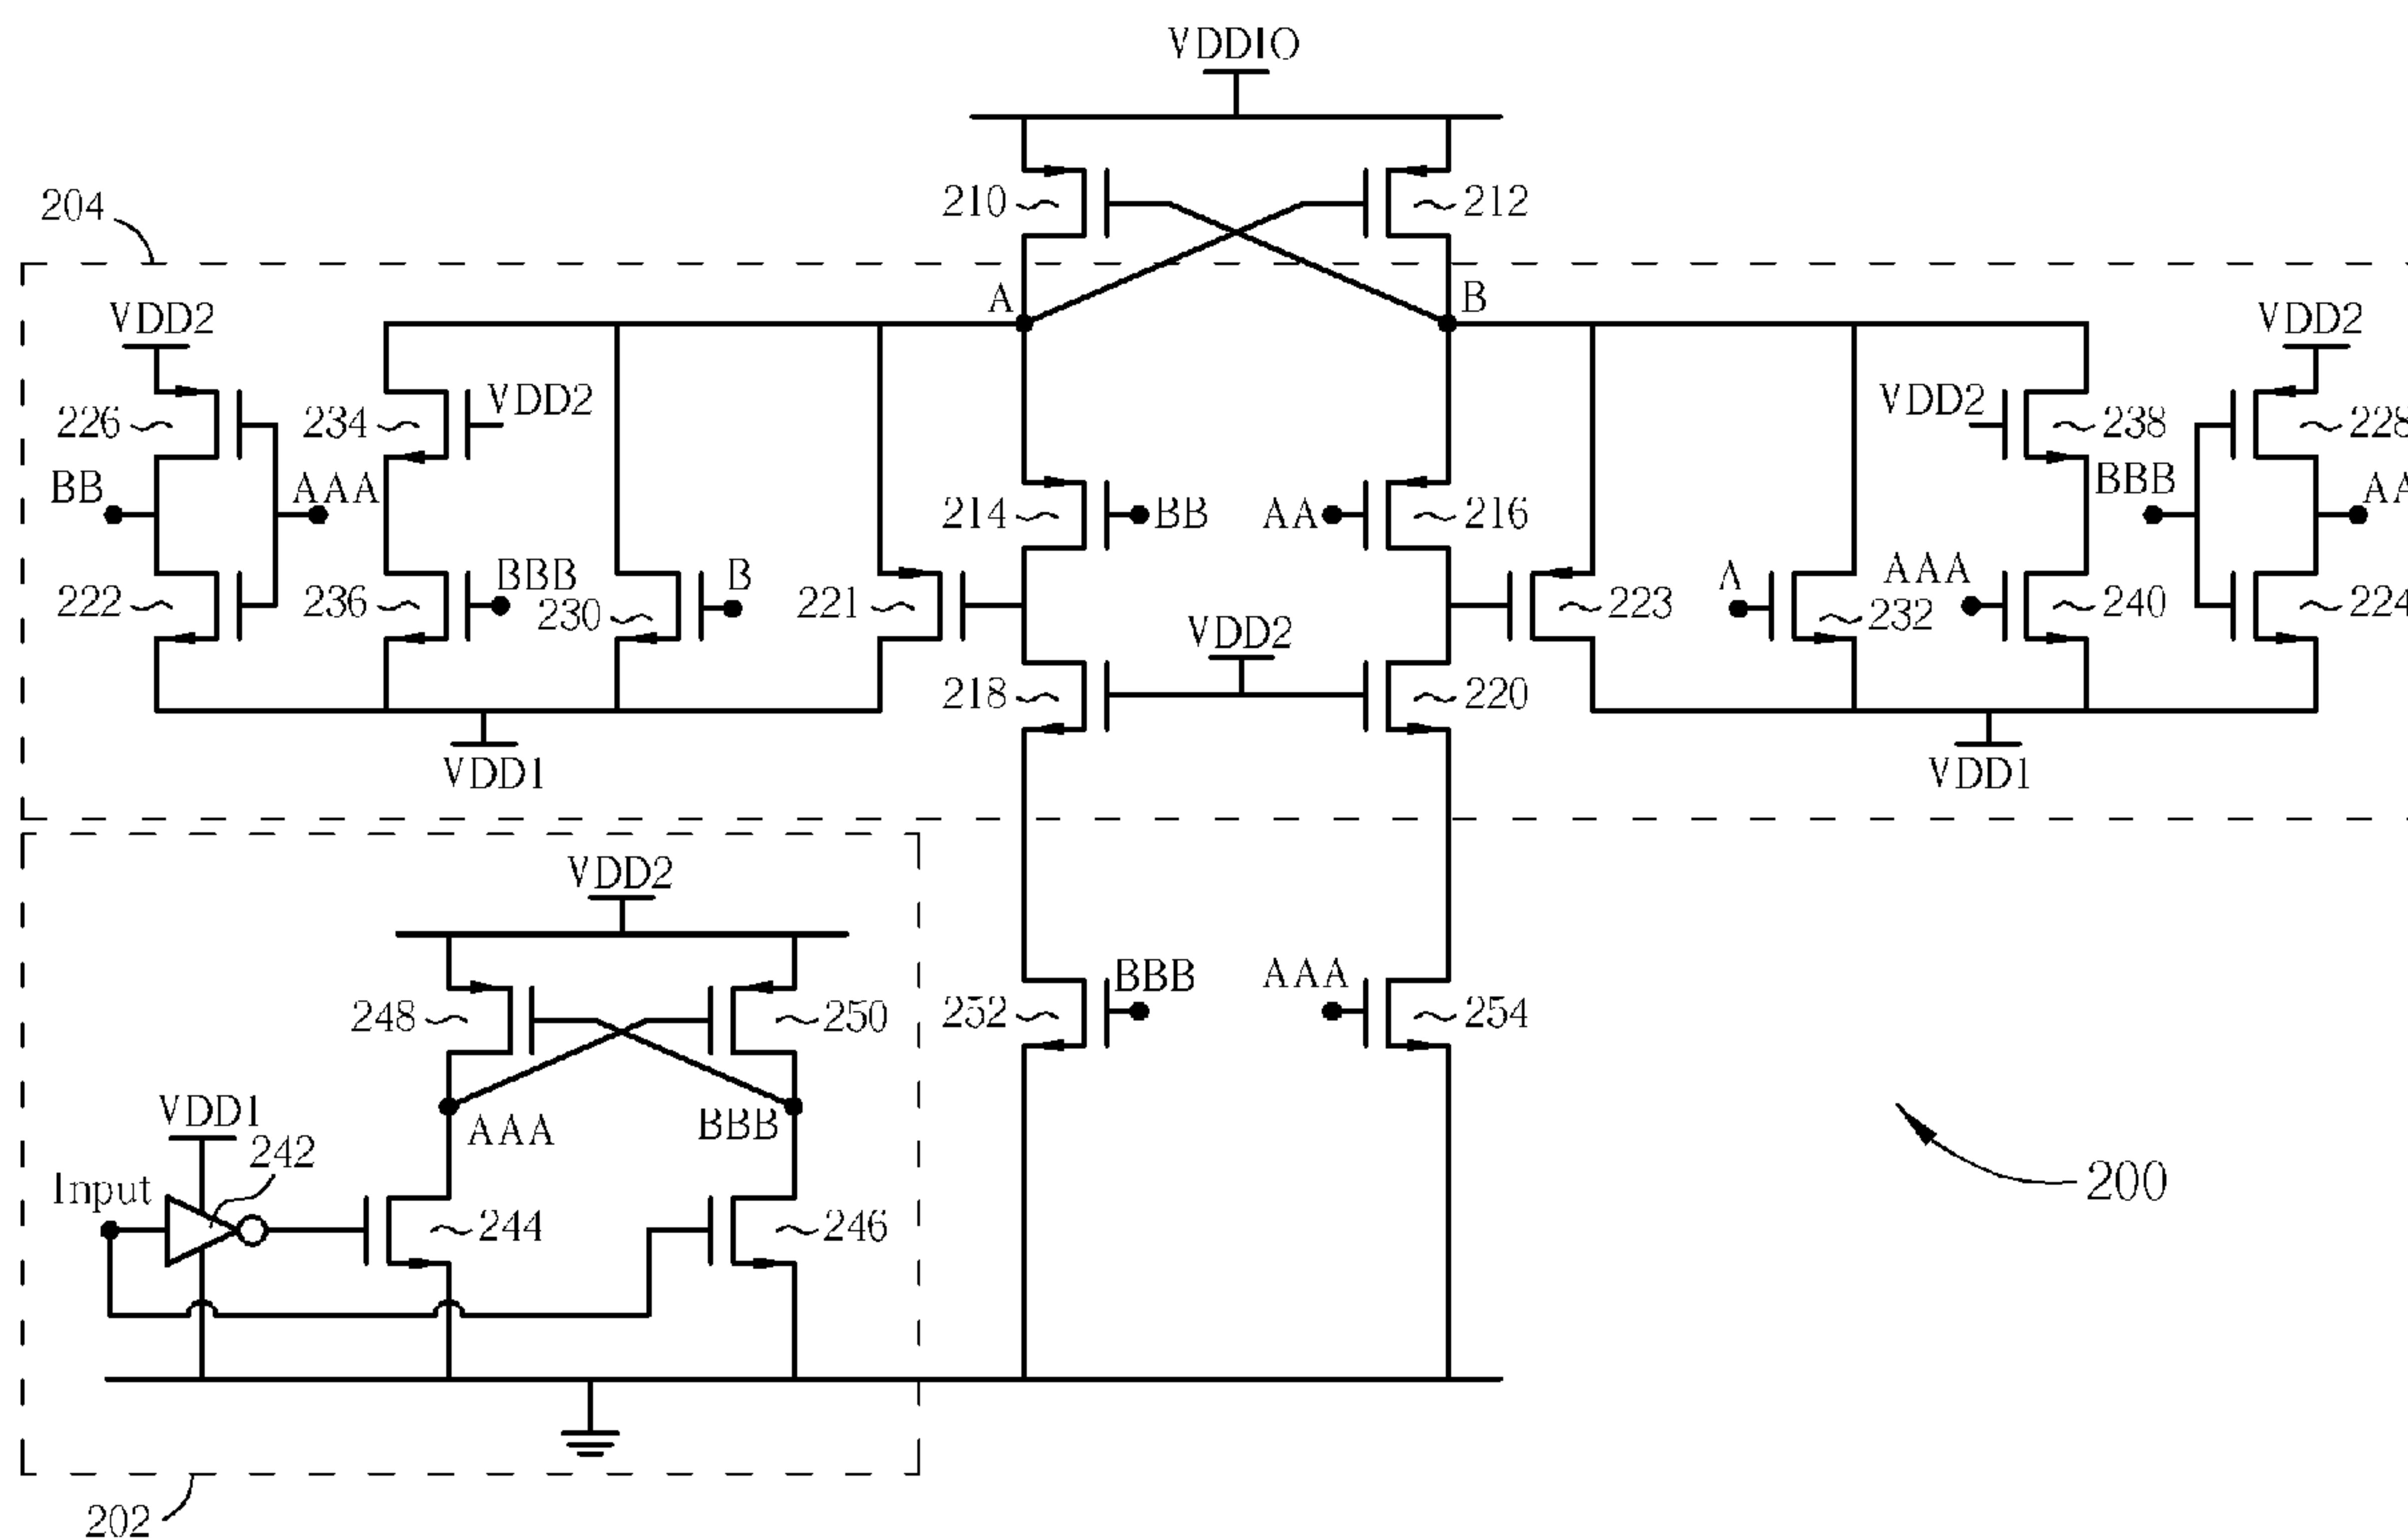 VDDIO
204
210
212
A
B
VDD2
VDD2
226
234
VDD2
VDD2
238
228
BB
AAA
214
BB
AA
216
BBB
AA
222
236
BBB
230
B
221
223
A
232
AAA
240
224
VDD2
218
220
VDD1
VDD1
VDD2
248
250
252
BBB
AAA
254
VDD1
242
AAA
BBB
Input
244
246
200
202